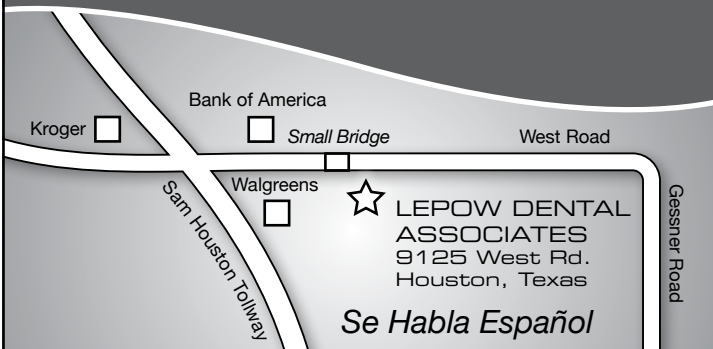 Bank of America
Kroger
Small Bridge
West Road
Walgreens
Sam Houston Tollway
Gessner Road
LEPOW DENTAL
ASSOCIATES
9125 West Rd.
Houston, Texas
Se Habla Español